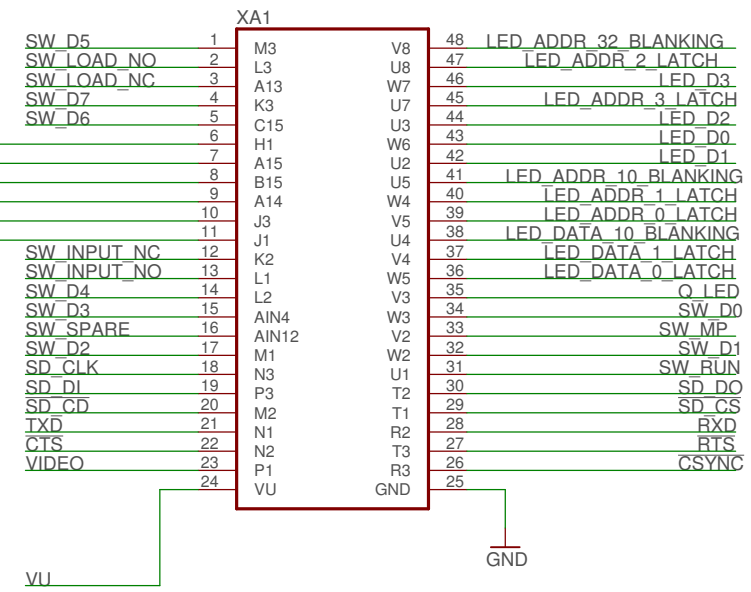 XA1
SW_D5 1 M3 V8 48 LED_ADDR_32_BLANKING
SW_LOAD_NO 2 L3 U8 47 LED_ADDR_2_LATCH
SW_LOAD_NC 3 A13 W7 46 LED_D3
SW_D7 4 K3 U7 45 LED_ADDR_3_LATCH
SW_D6 5 C15 U3 44 LED_D2
6 H1 W6 43 LED_D0
7 A15 U2 42 LED_D1
8 B15 U5 41 LED_ADDR_10_BLANKING
9 A14 W4 40 LED_ADDR_1_LATCH
10 J3 V5 39 LED_ADDR_0_LATCH
11 J1 U4 38 LED_DATA_10_BLANKING
SW_INPUT_NC 12 K2 V4 37 LED_DATA_1_LATCH
SW_INPUT_NO 13 L1 W5 36 LED_DATA_0_LATCH
SW_D4 14 L2 V3 35 Q_LED
SW_D3 15 AIN4 W3 34 SW_D0
SW_SPARE 16 AIN12 V2 33 SW_MP
SW_D2 17 M1 W2 32 SW_D1
SD_CLK 18 N3 U1 31 SW_RUN
SD_DI 19 P3 T2 30 SD_DO
SD_CD 20 M2 T1 29 SD_CS
TXD 21 N1 R2 28 RXD
CTS 22 N2 T3 27 RTS
VIDEO 23 P1 R3 26 CSYNC
24 VU GND 25
GND
VU